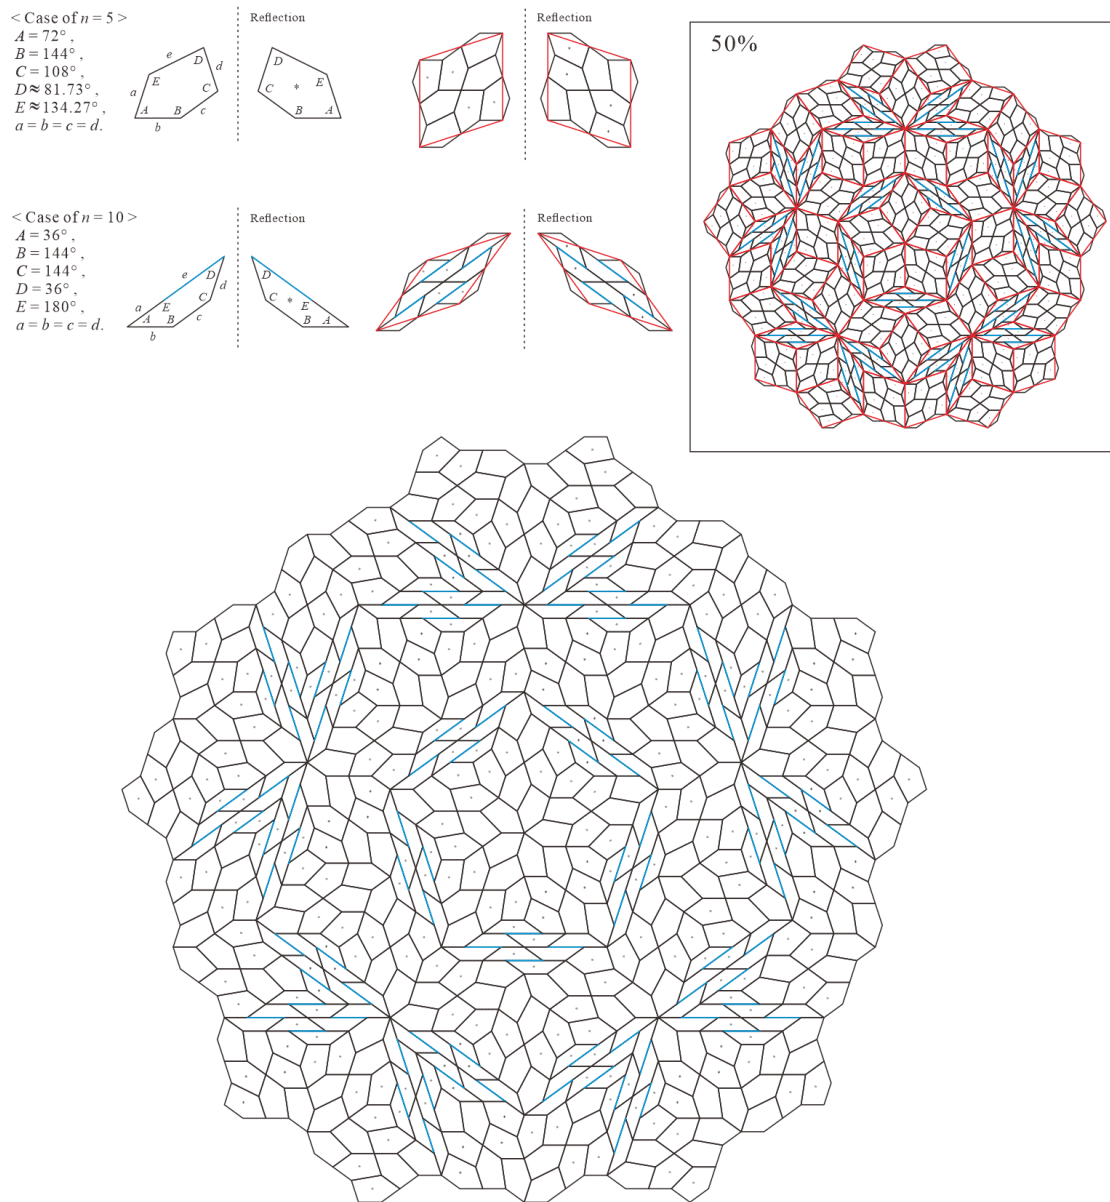 < Case of n = 5 >
A = 72° ,
B = 144° ,
C = 108° ,
D ≈ 81.73° ,
E ≈ 134.27° ,
a = b = c = d.
e
D
d
E
C
a
A
B
c
b
Reflection
D
E
C
*
B
A
Reflection
50%
< Case of n = 10 >
A = 36° ,
B = 144° ,
C = 144° ,
D = 36° ,
E = 180° ,
a = b = c = d.
e
D
d
a
E
C
A
B
c
b
Reflection
D
C
*
E
B
A
Reflection